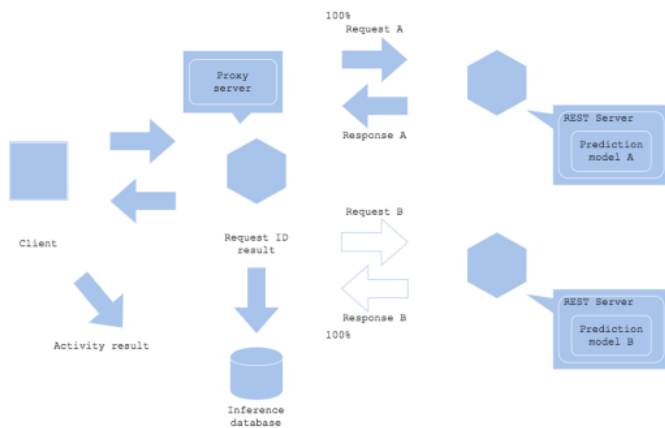 100%
Request A
Proxy
server
Response A
REST Server
Prediction
model A
Client
Request ID
result
Request B
Activity result
Response B
100%
REST Server
Prediction
model B
Inference
database